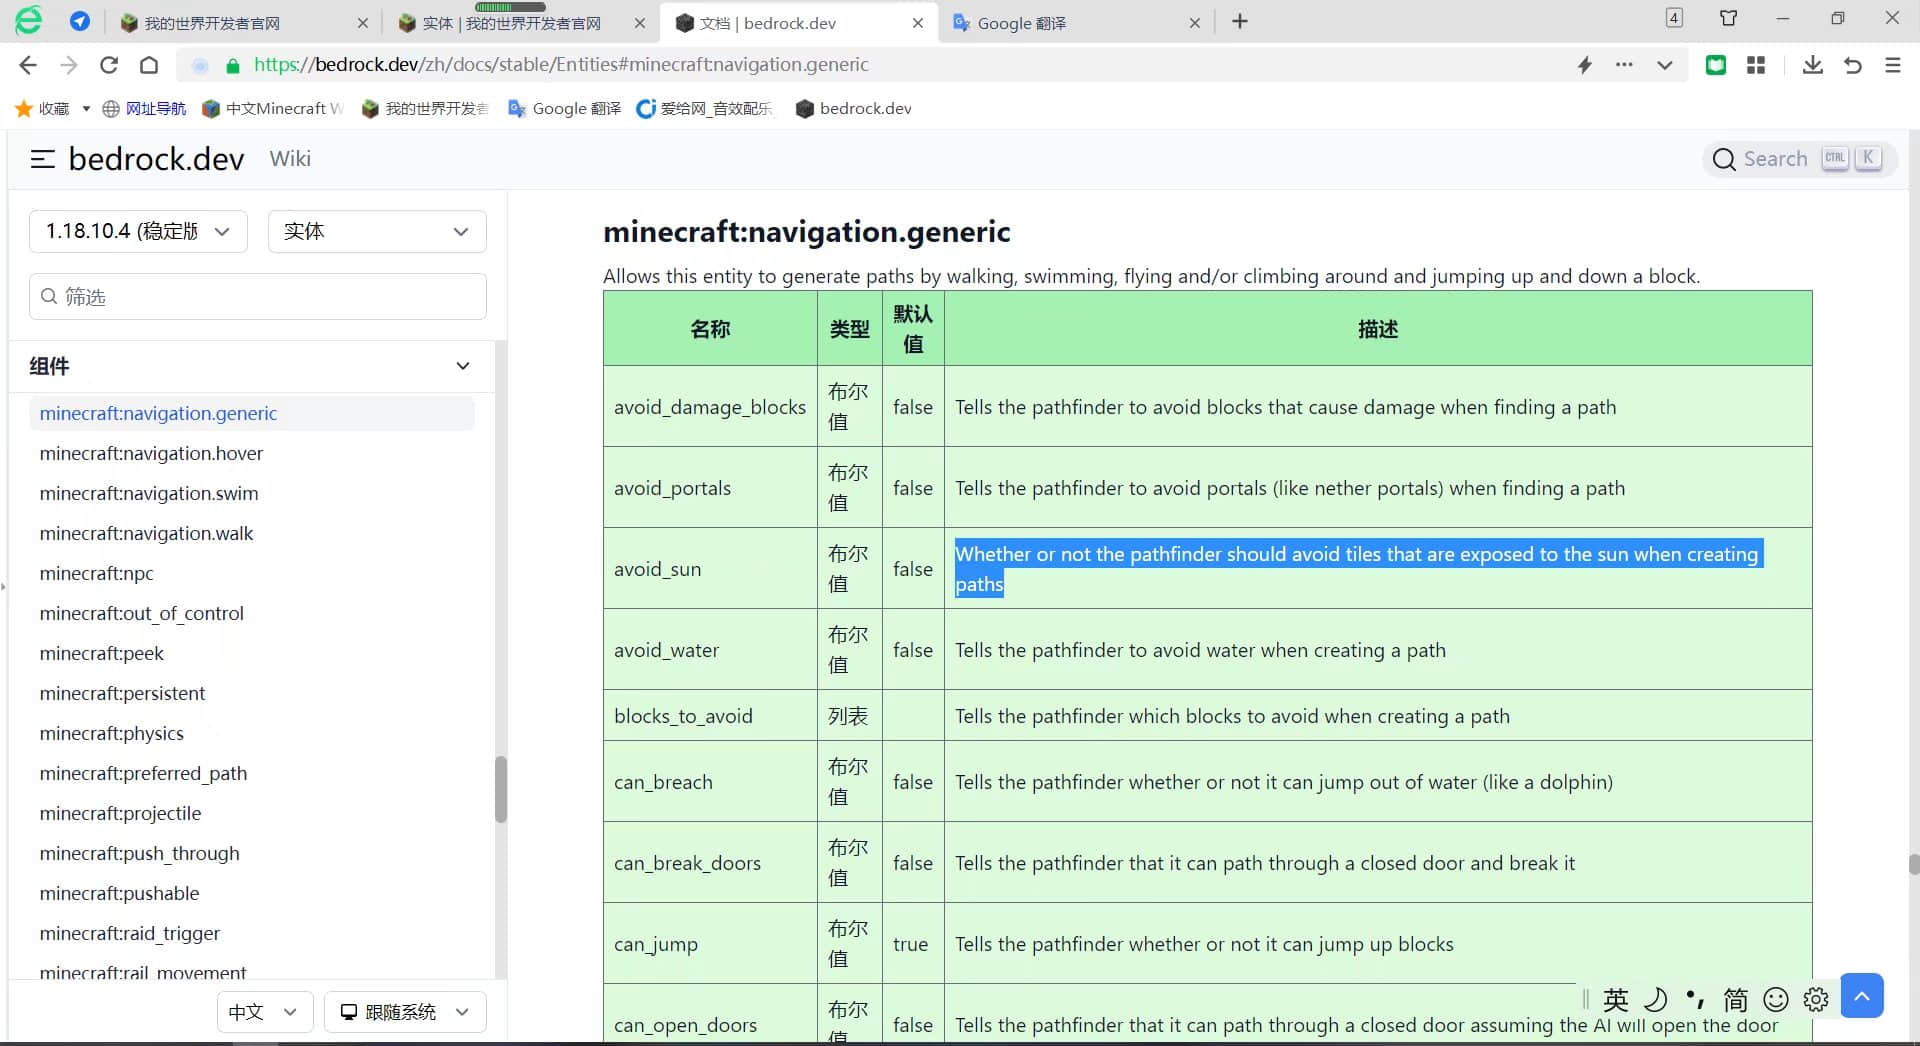 我的世界开发者官网
实体 | 我的世界开发者官网
文档 | bedrock.dev
Google 翻译
4
https://bedrock.dev/zh/docs/stable/Entities#minecraft:navigation.generic
收藏
网址导航
中文Minecraft W
我的世界开发者
Google 翻译
爱给网_音效配乐
bedrock.dev
bedrock.dev
Wiki
Search CTRL K
1.18.10.4 (稳定版
实体
筛选
组件
minecraft:navigation.generic
minecraft:navigation.hover
minecraft:navigation.swim
minecraft:navigation.walk
minecraft:npc
minecraft:out_of_control
minecraft:peek
minecraft:persistent
minecraft:physics
minecraft:preferred_path
minecraft:projectile
minecraft:push_through
minecraft:pushable
minecraft:raid_trigger
minecraft:rail_movement
中文
跟随系统
minecraft:navigation.generic
Allows this entity to generate paths by walking, swimming, flying and/or climbing around and jumping up and down a block.
名称 类型 默认值 描述
avoid_damage_blocks 布尔值 false Tells the pathfinder to avoid blocks that cause damage when finding a path
avoid_portals 布尔值 false Tells the pathfinder to avoid portals (like nether portals) when finding a path
avoid_sun 布尔值 false Whether or not the pathfinder should avoid tiles that are exposed to the sun when creating
paths
avoid_water 布尔值 false Tells the pathfinder to avoid water when creating a path
blocks_to_avoid 列表 Tells the pathfinder which blocks to avoid when creating a path
can_breach 布尔值 false Tells the pathfinder whether or not it can jump out of water (like a dolphin)
can_break_doors 布尔值 false Tells the pathfinder that it can path through a closed door and break it
can_jump 布尔值 true Tells the pathfinder whether or not it can jump up blocks
can_open_doors 布尔值 false Tells the pathfinder that it can path through a closed door assuming the AI will open the door
英 简